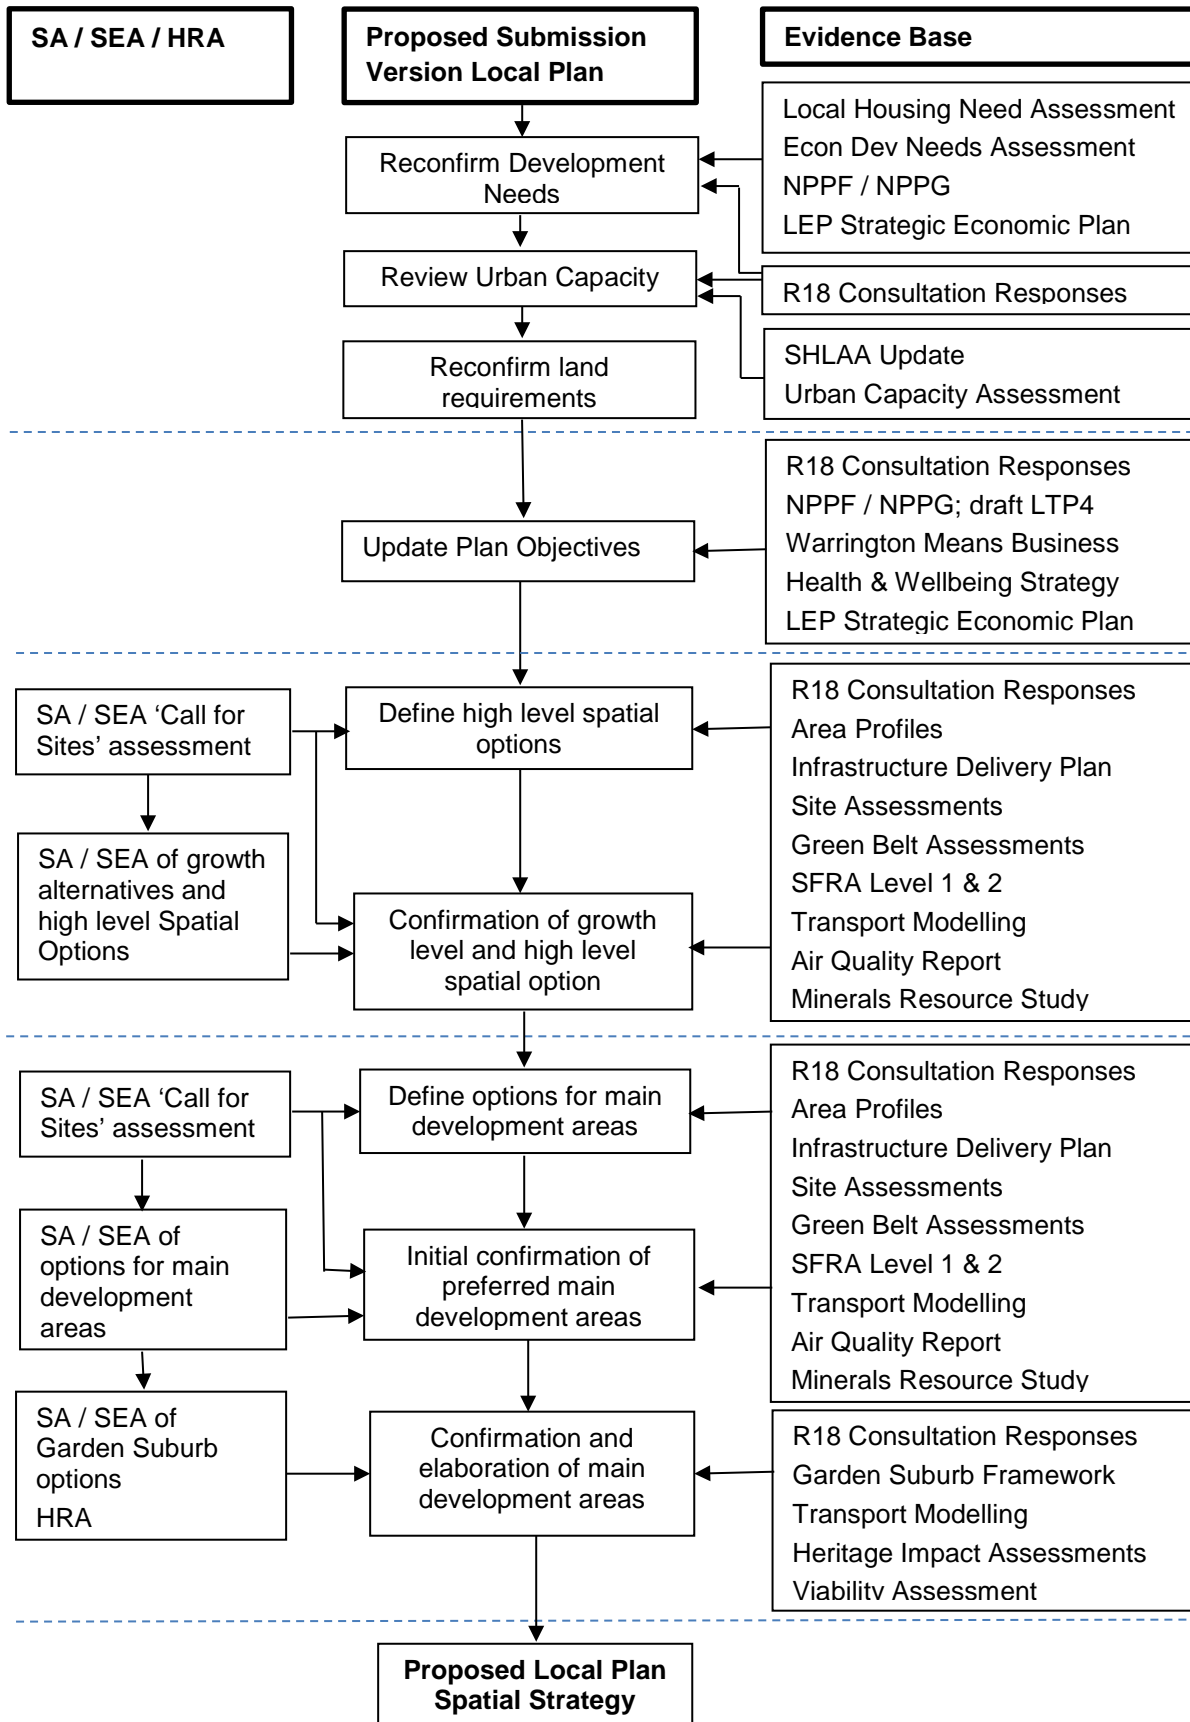 SA / SEA / HRA
Proposed Submission
Version Local Plan
Evidence Base
Reconfirm Development
Needs
Local Housing Need Assessment
Econ Dev Needs Assessment
NPPF / NPPG
LEP Strategic Economic Plan
Review Urban Capacity
R18 Consultation Responses
Reconfirm land
requirements
SHLAA Update
Urban Capacity Assessment
Update Plan Objectives
R18 Consultation Responses
NPPF / NPPG; draft LTP4
Warrington Means Business
Health & Wellbeing Strategy
LEP Strategic Economic Plan
SA / SEA ‘Call for
Sites’ assessment
Define high level spatial
options
SA / SEA of growth
alternatives and
high level Spatial
Options
Confirmation of growth
level and high level
spatial option
R18 Consultation Responses
Area Profiles
Infrastructure Delivery Plan
Site Assessments
Green Belt Assessments
SFRA Level 1 & 2
Transport Modelling
Air Quality Report
Minerals Resource Study
SA / SEA ‘Call for
Sites’ assessment
Define options for main
development areas
SA / SEA of
options for main
development
areas
Initial confirmation of
preferred main
development areas
R18 Consultation Responses
Area Profiles
Infrastructure Delivery Plan
Site Assessments
Green Belt Assessments
SFRA Level 1 & 2
Transport Modelling
Air Quality Report
Minerals Resource Study
SA / SEA of
Garden Suburb
options
HRA
Confirmation and
elaboration of main
development areas
R18 Consultation Responses
Garden Suburb Framework
Transport Modelling
Heritage Impact Assessments
Viability Assessment
Proposed Local Plan
Spatial Strategy